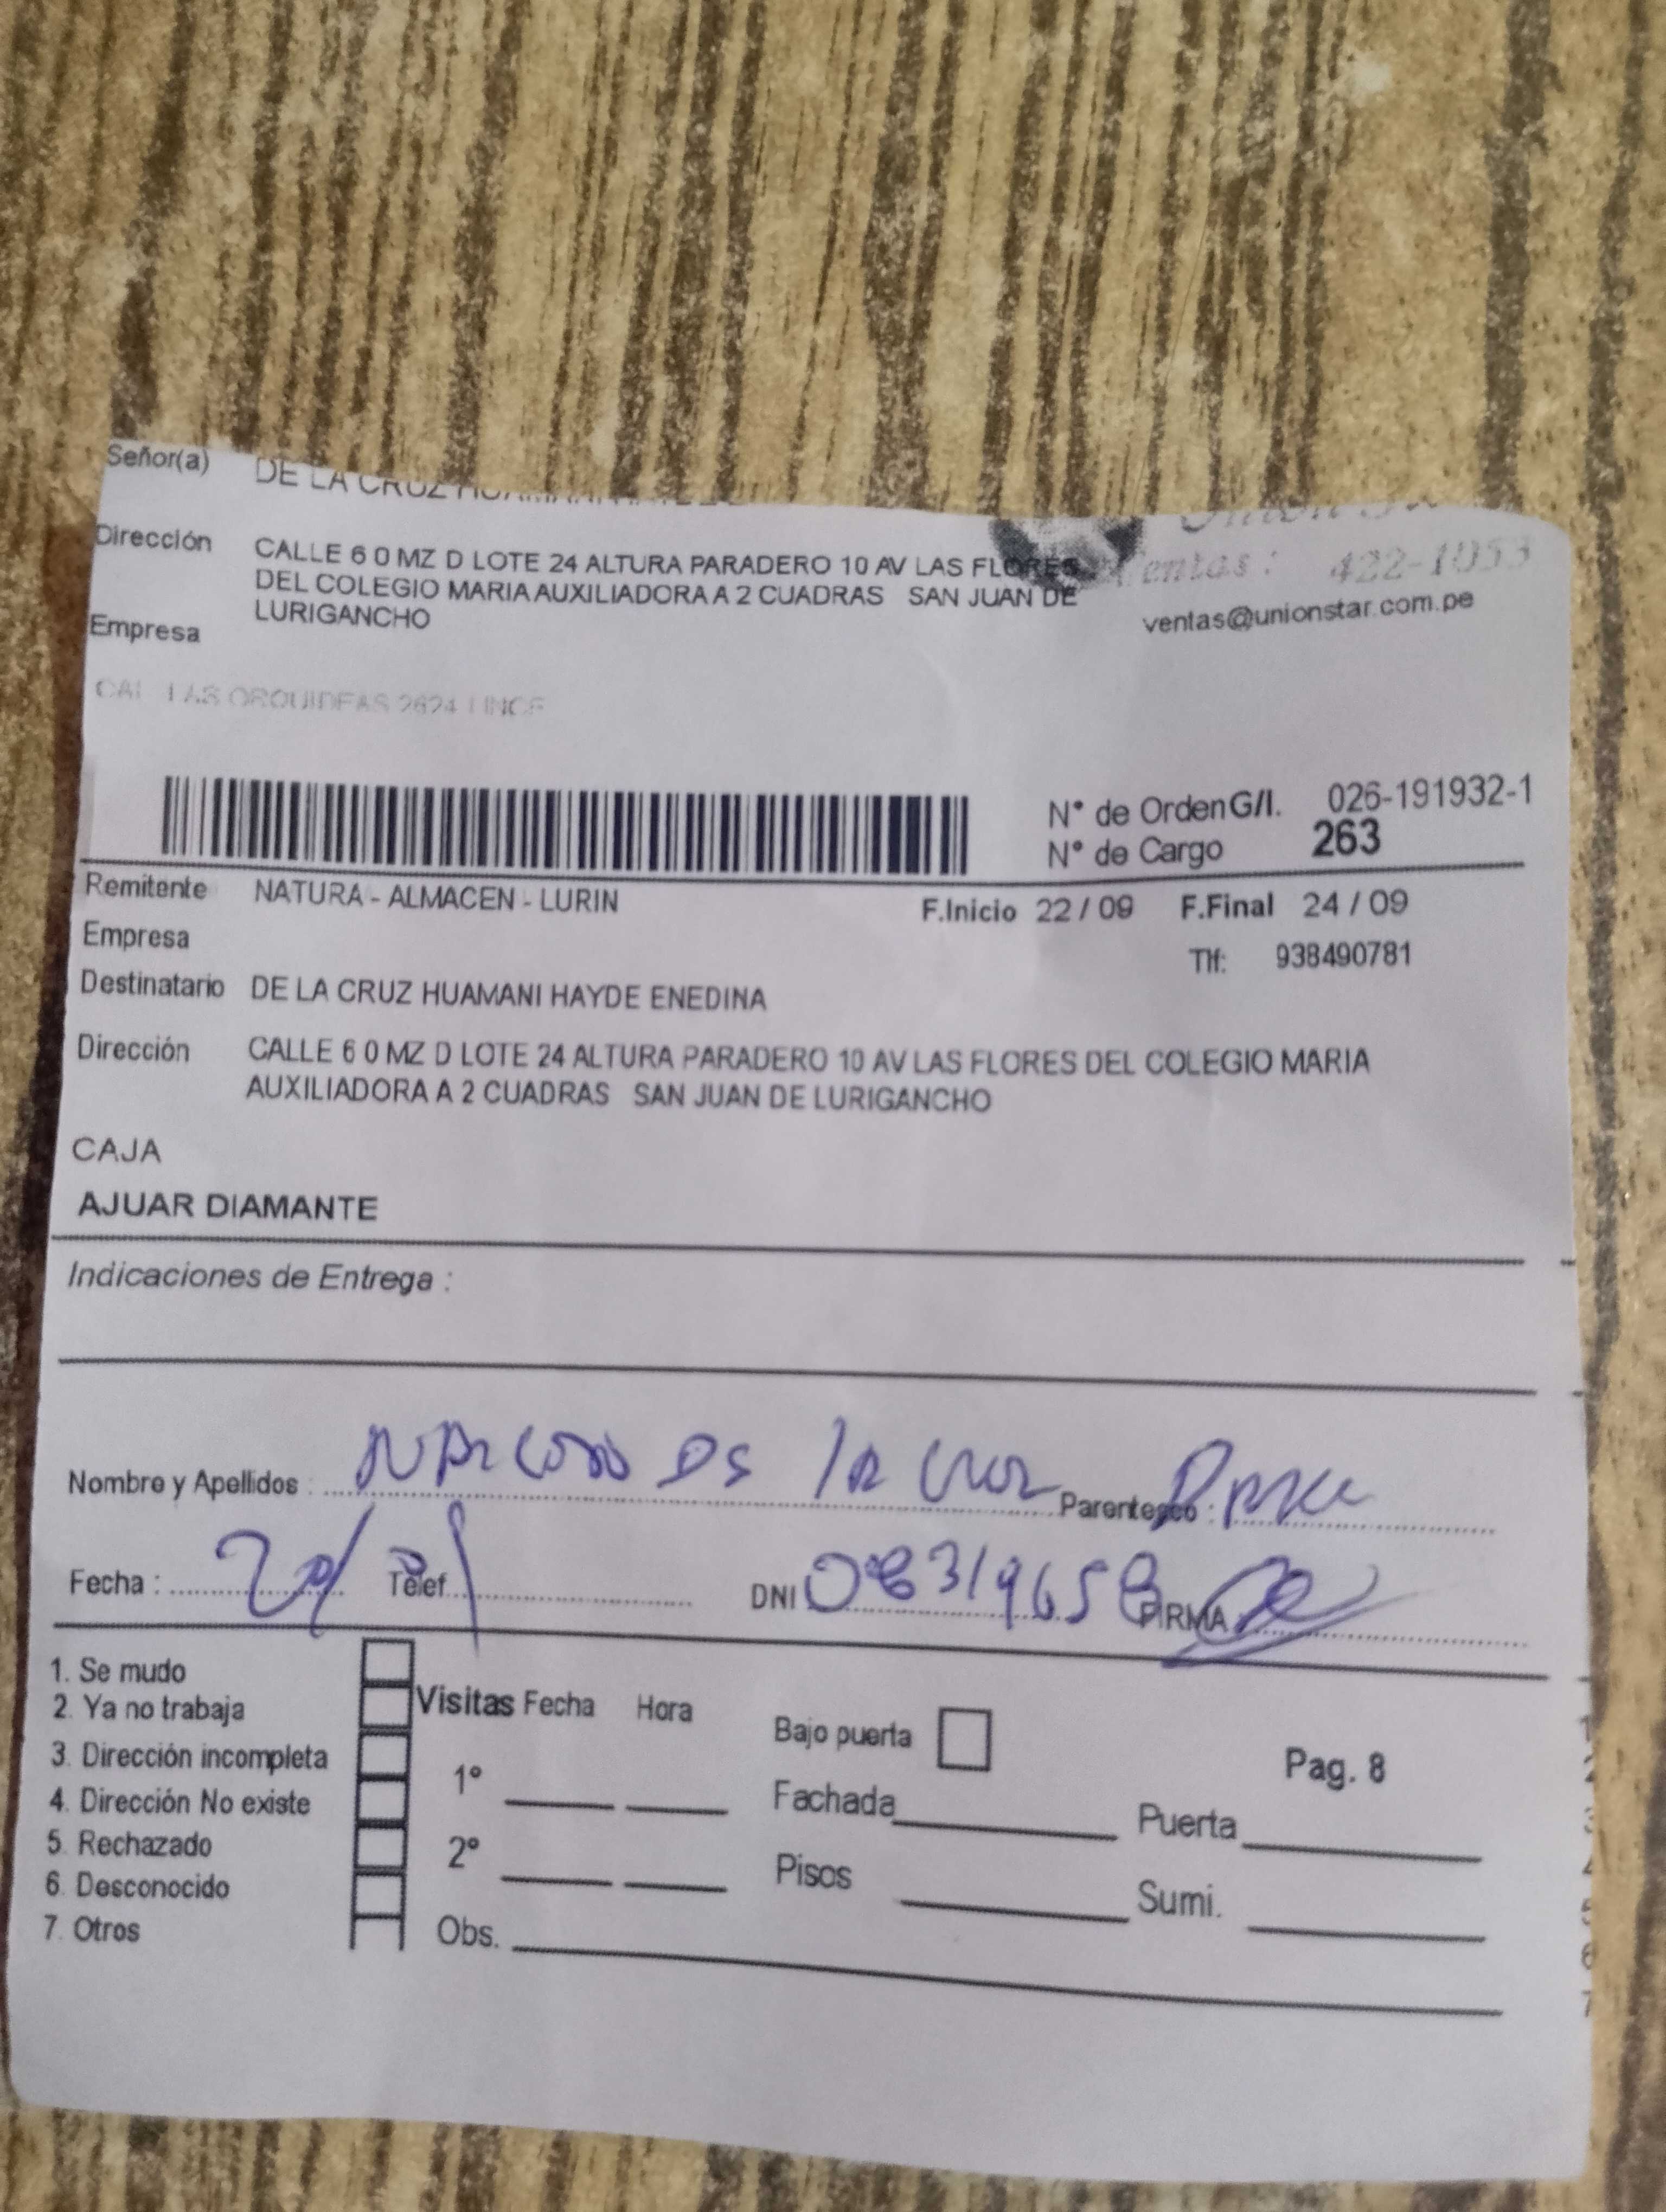 Señor(a) DE LA CRUZ
Dirección CALLE 6 0 MZ D LOTE 24 ALTURA PARADERO 10 AV LAS FLORES
DEL COLEGIO MARIA AUXILIADORA A 2 CUADRAS SAN JUAN DE
LURIGANCHO
Ventas: 422-1053
ventas@unionstar.com.pe
Empresa
CAL LAS ORQUIDEAS 2624 LINCE
N° de Orden G/I. 026-191932-1
N° de Cargo 263
Remitente NATURA - ALMACEN - LURIN F.Inicio 22 / 09 F.Final 24 / 09
Empresa Tlf: 938490781
Destinatario DE LA CRUZ HUAMANI HAYDE ENEDINA
Dirección CALLE 6 0 MZ D LOTE 24 ALTURA PARADERO 10 AV LAS FLORES DEL COLEGIO MARIA
AUXILIADORA A 2 CUADRAS SAN JUAN DE LURIGANCHO
CAJA
AJUAR DIAMANTE
Indicaciones de Entrega :
Nombre y Apellidos : DE LA CRUZ Parentesco :
Fecha : Telef. DNI 08319658 FIRMA
1. Se mudo
2. Ya no trabaja
3. Dirección incompleta
4. Dirección No existe
5. Rechazado
6. Desconocido
7. Otros
Visitas Fecha Hora
1°
2°
Obs.
Bajo puerta
Fachada
Pisos
Pag. 8
Puerta
Sumi.